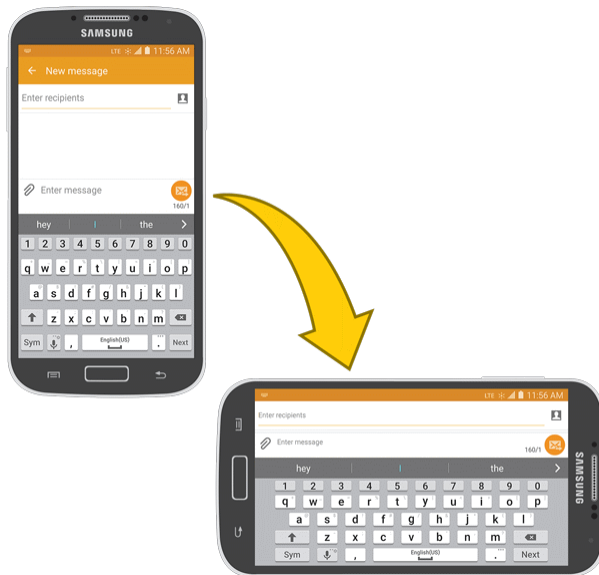 SAMSUNG
LTE 11:56 AM
New message
Enter recipients
Enter message
160/1
hey I the
1 2 3 4 5 6 7 8 9 0
q w e r t y u i o p
a s d f g h j k l
z x c v b n m
Sym , English(US) . Next
LTE 11:56 AM
Enter recipients
Enter message
160/1
hey I the
1 2 3 4 5 6 7 8 9 0
q w e r t y u i o p
a s d f g h j k l
z x c v b n m
Sym , English(US) . Next
SAMSUNG